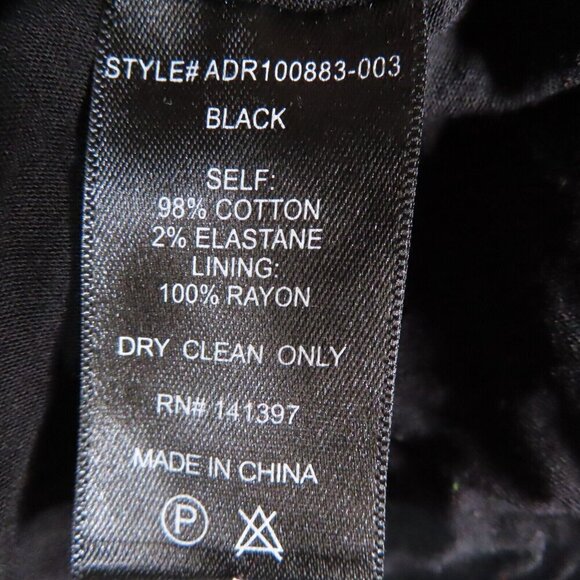 STYLE# ADR100883-003
BLACK
SELF:
98% COTTON
2% ELASTANE
LINING:
100% RAYON
DRY CLEAN ONLY
RN# 141397
MADE IN CHINA
P